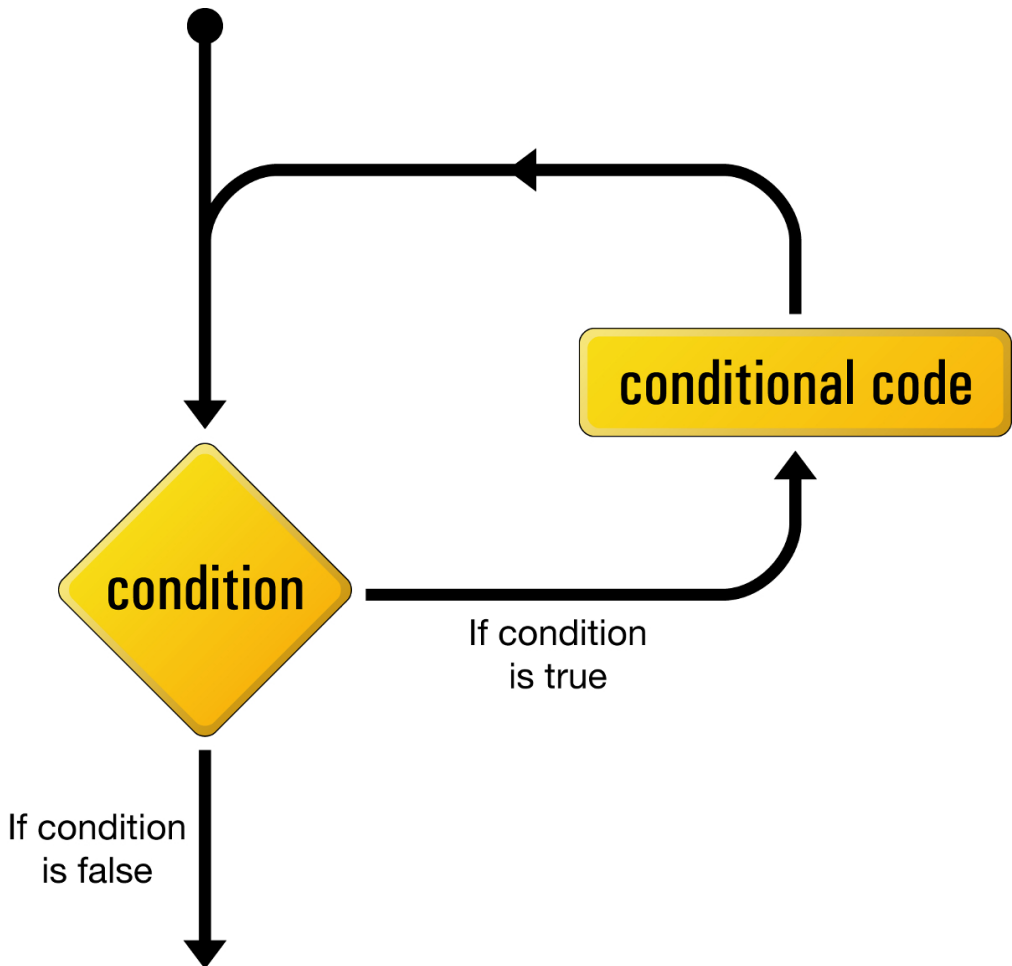 conditional code
condition
If condition
is true
If condition
is false